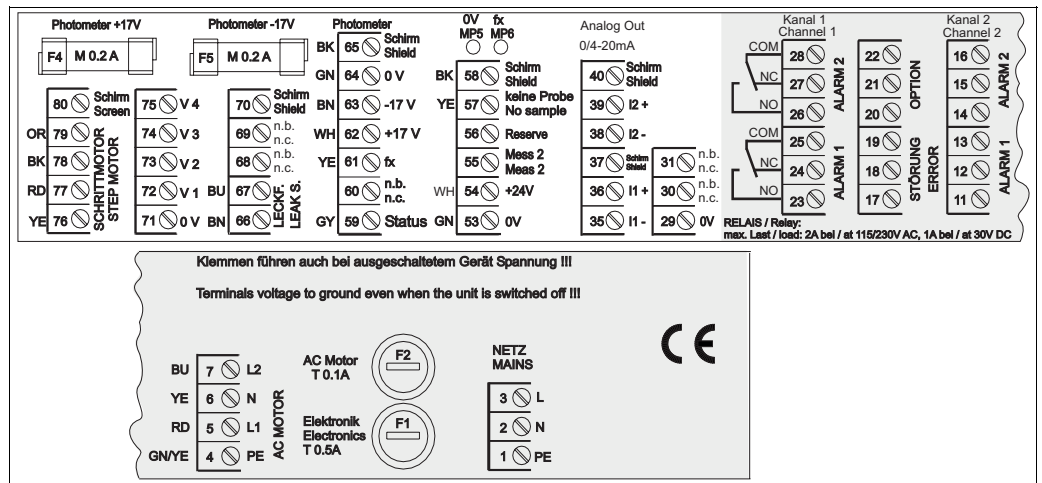 Photometer +17V
F4 M 0.2 A
Photometer -17V
F5 M 0.2 A
Photometer
BK 65 Schirm Shield
GN 64 0 V
BN 63 -17 V
WH 62 +17 V
YE 61 fx
60 n.b. n.c.
GY 59 Status
0V MP5
fx MP6
BK 58 Schirm Shield
YE 57 keine Probe No sample
56 Reserve
55 Mess 2 Mess 2
WH 54 +24V
GN 53 0V
Analog Out
0/4-20mA
40 Schirm Shield
39 I2 +
38 I2 -
37 Schirm Shield
36 I1 +
35 I1 -
31 n.b. n.c.
30 n.b. n.c.
29 0V
80 Schirm Screen
OR 79
BK 78
RD 77
YE 76
SCHRITTMOTOR
STEP MOTOR
75 V 4
74 V 3
73 V 2
72 V 1
71 0 V
70 Schirm Shield
69 n.b. n.c.
68 n.b. n.c.
BU 67
BN 66
LECKF.
LEAK S.
Kanal 1
Channel 1
COM 28
NC 27
NO 26
ALARM 2
COM 25
NC 24
NO 23
ALARM 1
22
21
20
OPTION
19
18
17
STÖRUNG
ERROR
Kanal 2
Channel 2
16
15
14
ALARM 2
13
12
11
ALARM 1
RELAIS / Relay:
max. Last / load: 2A bei / at 115/230V AC, 1A bei / at 30V DC
Klemmen führen auch bei ausgeschaltetem Gerät Spannung !!!
Terminals voltage to ground even when the unit is switched off !!!
CE
BU 7 L2
YE 6 N
RD 5 L1
GN/YE 4 PE
AC MOTOR
AC Motor
T 0.1A
F2
Elektronik
Electronics
T 0.5A
F1
NETZ
MAINS
3 L
2 N
1 PE